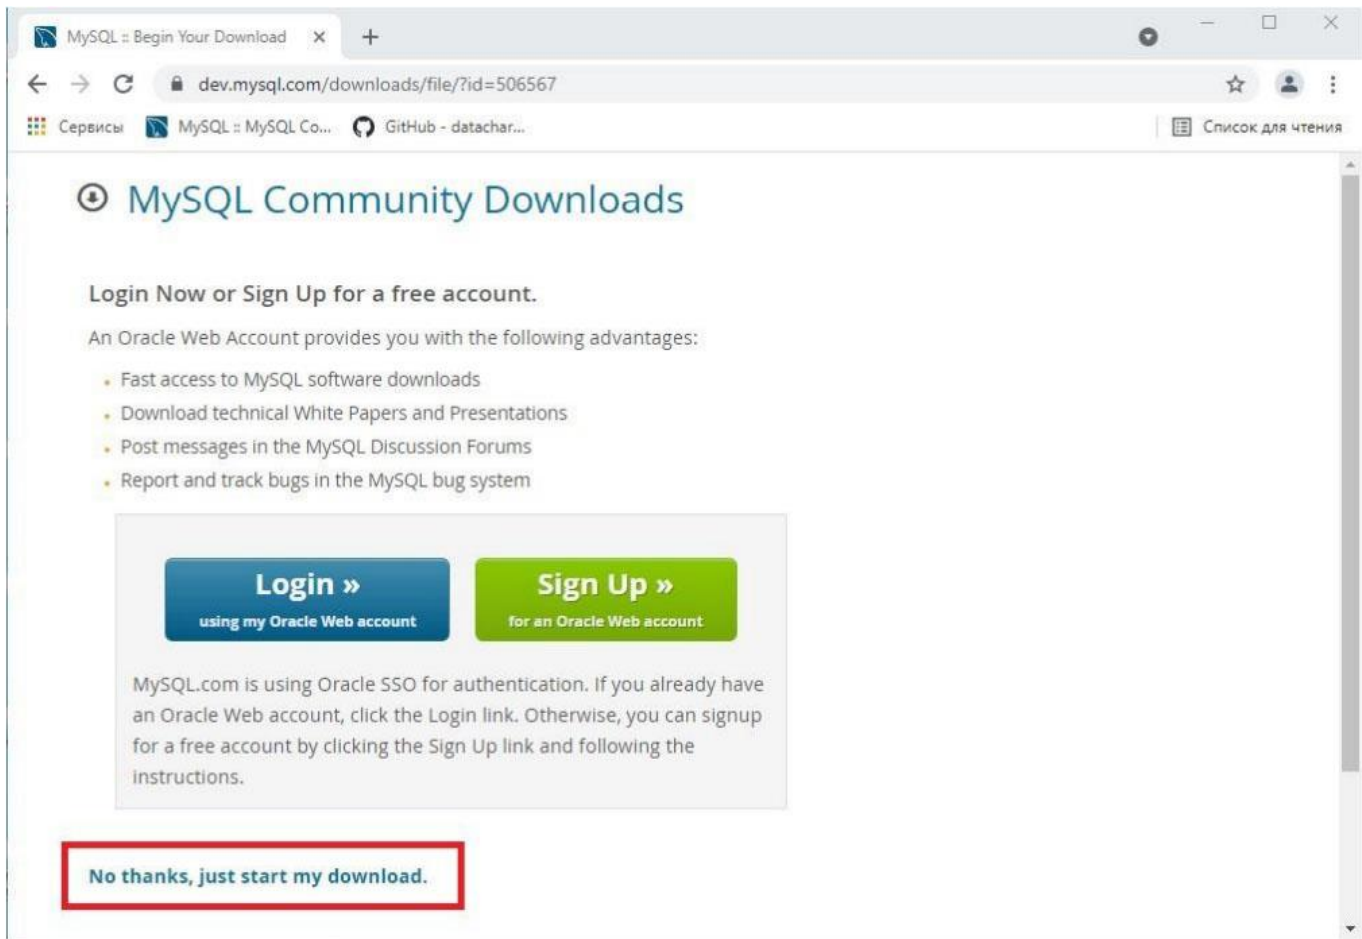 MySQL :: Begin Your Download
dev.mysql.com/downloads/file/?id=506567
Сервисы MySQL :: MySQL Co... GitHub - datachar... Список для чтения
MySQL Community Downloads
Login Now or Sign Up for a free account.
An Oracle Web Account provides you with the following advantages:
Fast access to MySQL software downloads
Download technical White Papers and Presentations
Post messages in the MySQL Discussion Forums
Report and track bugs in the MySQL bug system
Login » Sign Up »
using my Oracle Web account for an Oracle Web account
MySQL.com is using Oracle SSO for authentication. If you already have
an Oracle Web account, click the Login link. Otherwise, you can signup
for a free account by clicking the Sign Up link and following the
instructions.
No thanks, just start my download.